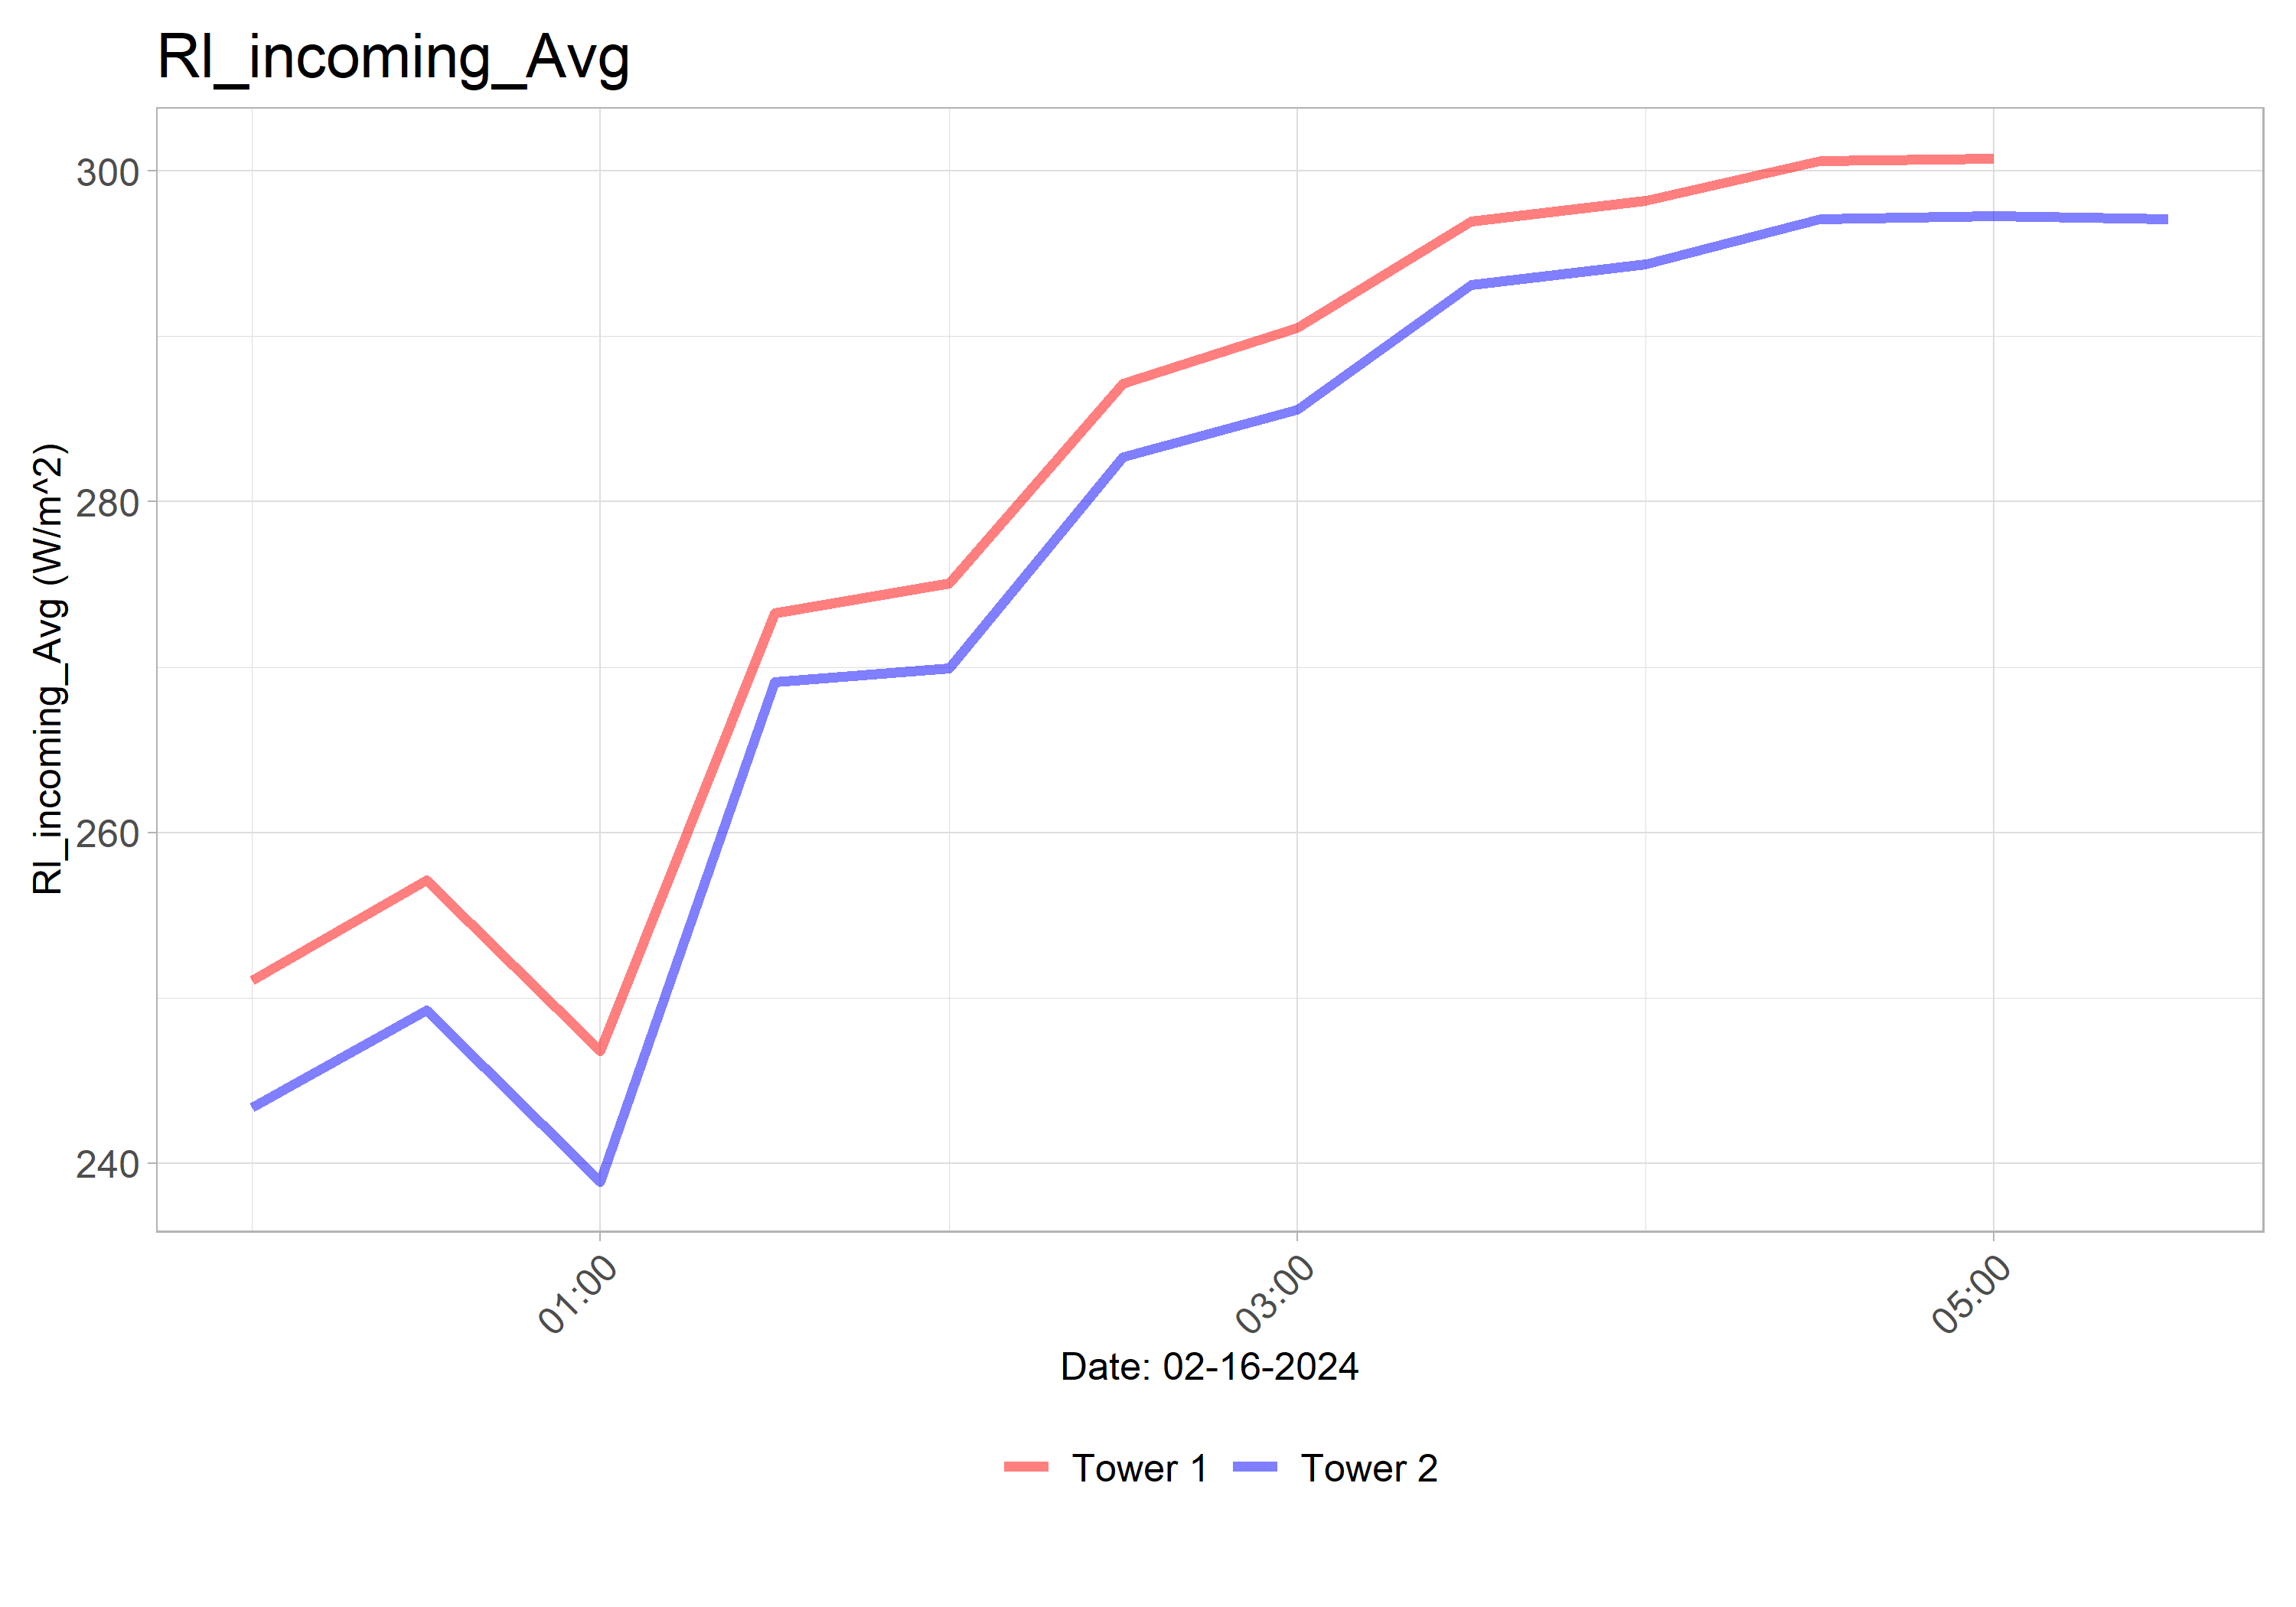 Rl_incoming_Avg
Rl_incoming_Avg (W/m^2)
300
280
260
240
01:00
03:00
05:00
Date: 02-16-2024
Tower 1
Tower 2